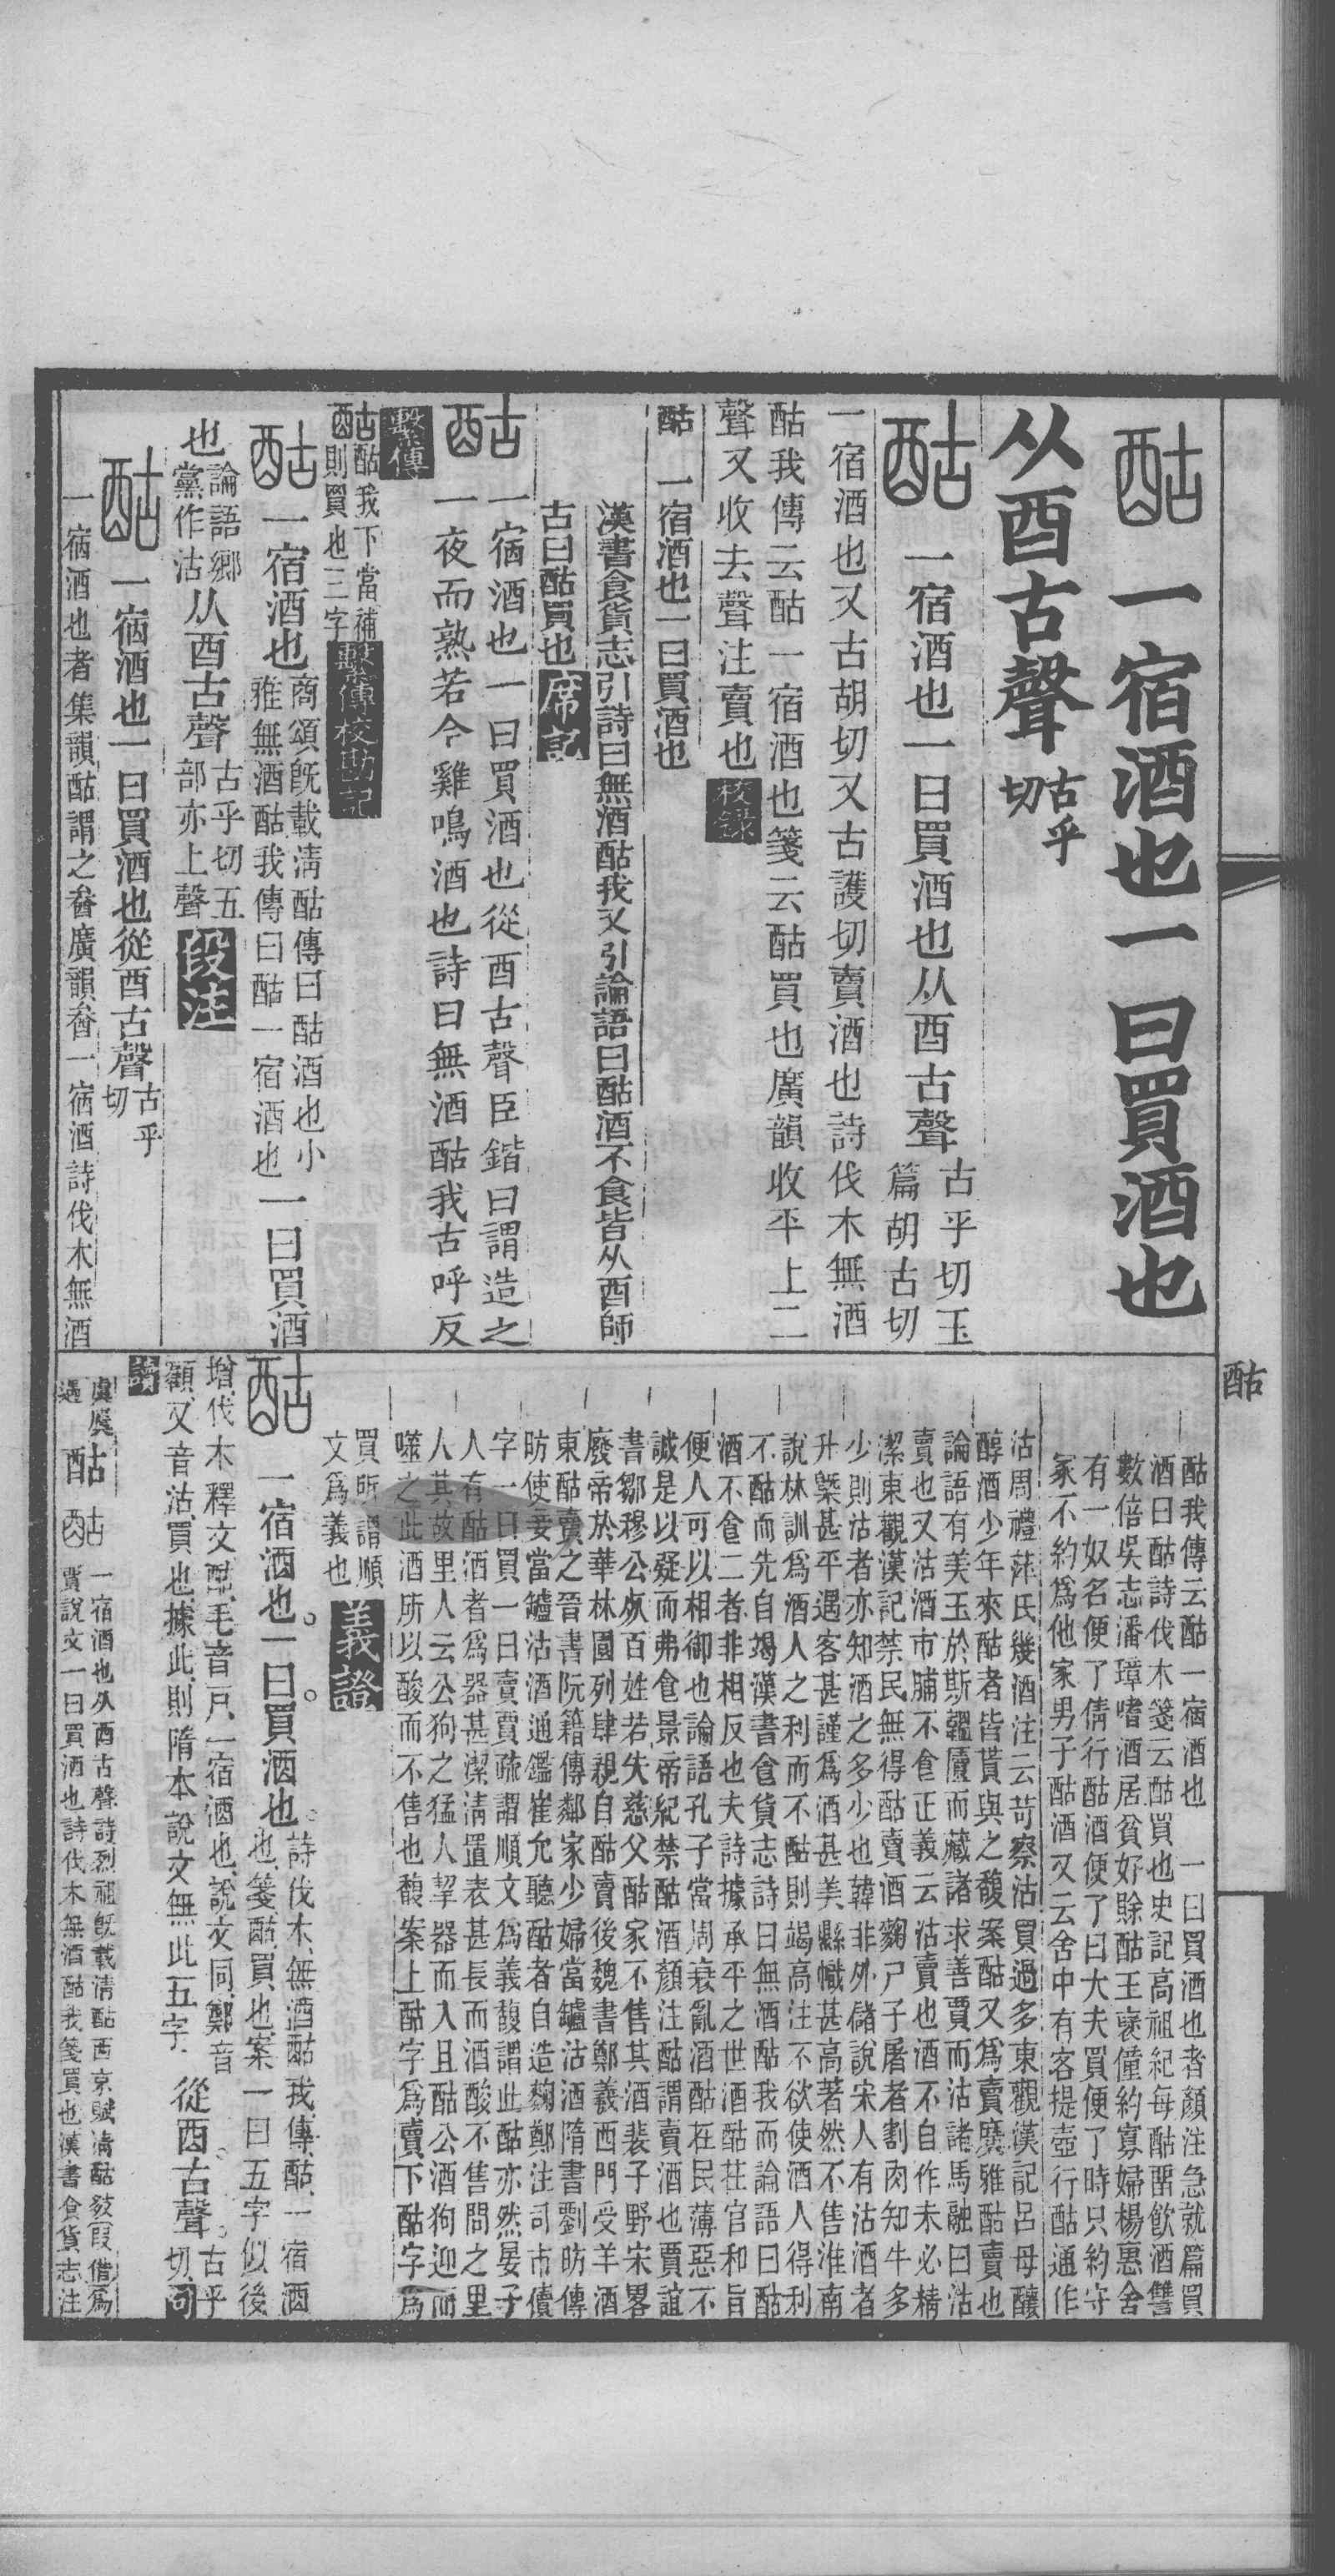 酤 一宿酒也一曰買酒也
从酉古聲 古乎切
酤 一宿酒也一曰買酒也从酉古聲 古乎切玉篇胡古切
一宿酒也又古胡切又古護切賣酒也詩伐木無酒
酤我傳云酤一宿酒也箋云酤買也廣韻收平上二
聲又收去聲注賣也 校錄
酤 一宿酒也一曰買酒也
漢書食貨志引詩曰無酒酤我又引論語曰酤酒不食皆从酉師
古曰酤買也 席記
酤 一宿酒也一曰買酒也從酉古聲臣鍇曰謂造之
一夜而熟若今雞鳴酒也詩曰無酒酤我古呼反
繫傳
酤 酤我下當補
則買也三字 繫傳校勘記
酤 一宿酒也 商頌旣載清酤傳曰酤酒也小
雅無酒酤我傳曰酤一宿酒也 一曰買酒
也 論語鄉黨作沽 从酉古聲 古乎切五部亦上聲 段注
酤 一宿酒也一曰買酒也從酉古聲 古乎切
一宿酒也者集韻酤謂之㫺廣韻㫺一宿酒詩伐木無酒
酤我傳云酤一宿酒也 一曰買酒也者顏注急就篇買
酒曰酤詩伐木箋云酤買也史記高祖紀每酤畱飲酒讐
數倍吳志潘璋嗜酒居貧好賖酤王襃僮約寡婦楊惠舍
有一奴名便了倩行酤酒便了曰大夫買便了時只約守
冢不約爲他家男子酤酒又云舍中有客提壺行酤通作
沽周禮萍氏幾酒注云苛察沽買過多東觀漢記呂母釀
醇酒少年來酤者皆貰與之馥案酤又爲賣廣雅酤賣也
論語有美玉於斯韞匵而藏諸求善賈而沽諸馬融曰沽
賣也又沽酒市脯不食正義云沽賣也酒不自作未必精
潔東觀漢記禁民無得酤賣酒麴尸子屠者割肉知牛多
少則沽者亦知酒之多少也韓非外儲說宋人有沽酒者
升槩甚平遇客甚謹爲酒甚美縣幟甚高著然不售淮南
說林訓爲酒人之利而不酤則竭高注不欲使酒人得利
不酤而先自竭漢書食貨志詩曰無酒酤我而論語曰酤
酒不食二者非相反也夫詩據承平之世酒酤在官和旨
便人可以相御也論語孔子當周衰亂酒酤在民薄惡不
誠是以疑而弗食景帝紀禁酤酒顏注酤謂賣酒也賈誼
書鄒穆公𠩄百姓若失慈父酤家不售其酒裴子野宋畧
廢帝於華林園列肆親自酤賣後魏書鄭羲西門受羊酒
東酤賣之晉書阮籍傳鄰家少婦當罏沽酒隋書劉昉傳
昉使妾當罏沽酒通鑑崔允聽酤者自造麴鄭注司市儥
字一曰買一曰賣賈疏謂順文爲義馥謂此酤亦然晏子
人有酤酒者爲器甚潔清置表甚長而酒酸不售問之里
人其故里人云公狗之猛人挈器而入且酤公酒狗迎而
噬之此酒所以酸而不售也馥案上酤字爲賣下酤字爲
買所謂順
文爲義也 義證
酤 一宿酒也。一曰買酒也。詩伐木無酒酤我傳酤一宿酒
也箋酤買也案一曰五字似後
增伐木釋文酤毛音戸一宿酒也說文同鄭音
顧又音沽買也據此則隋本說文無此五字 從酉古聲。古乎切 句
讀
虞虞遇 酤 酤 一宿酒也从酉古聲詩烈祖旣載清酤西京賦清酤㩻叚借爲
賈說文一曰買酒也詩伐木無酒酤我箋買也漢書食貨志注
酤